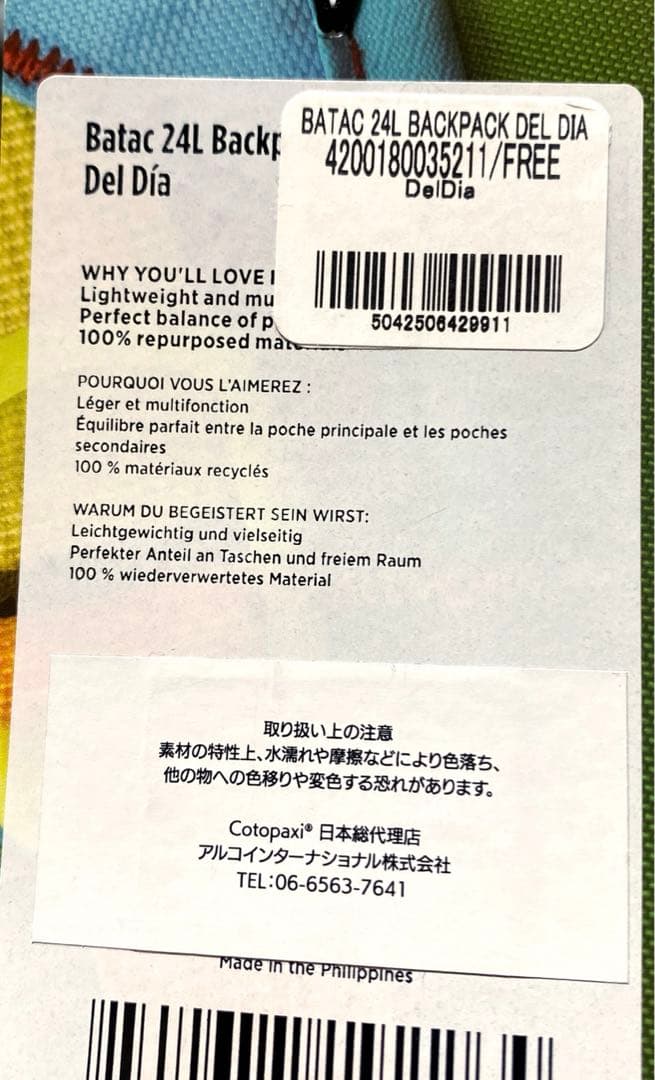 BATAC 24L BACKPACK DEL DIA
4200180035211/FREE
DelDia
5042506429911
Batac 24L Backp
Del Día
WHY YOU'LL LOVE
Lightweight and mu
Perfect balance of p
100% repurposed
POURQUOI VOUS L'AIMEREZ :
Léger et multifonction
Équilibre parfait entre la poche principale et les poches
secondaires
100 % matériaux recyclés
WARUM DU BEGEISTERT SEIN WIRST:
Leichtgewichtig und vielseitig
Perfekter Anteil an Taschen und freiem Raum
100 % wiederverwertetes Material
取り扱い上の注意
素材の特性上、水濡れや摩擦などにより色落ち、
他の物への色移りや変色する恐れがあります。
Cotopaxi® 日本総代理店
アルコインターナショナル株式会社
TEL:06-6563-7641
Made in the Philippines